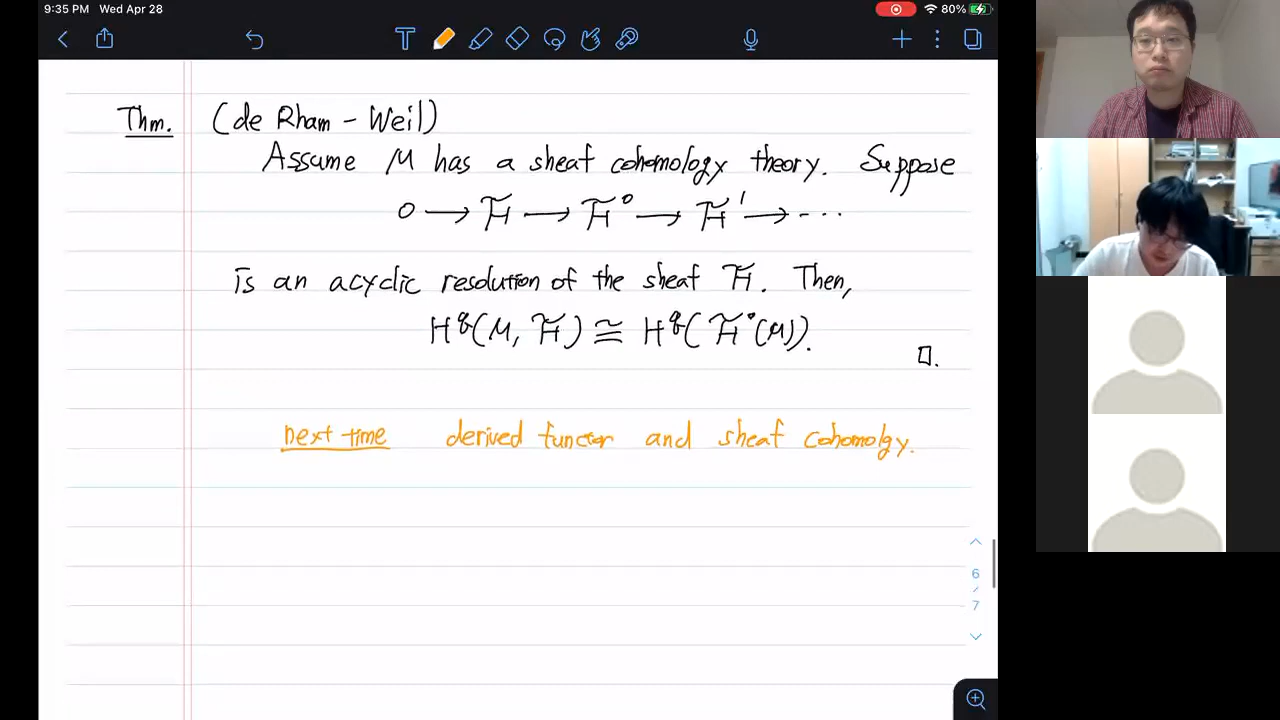 9:35 PM Wed Apr 28
80%
Thm. (de Rham - Weil)
Assume M has a sheaf cohomology theory. Suppose
0 → F → F⁰ → F¹ → ···
is an acyclic resolution of the sheaf F. Then,
H^q(M, F) ≅ H^q(F^•(M)).
□.
next time derived functor and sheaf cohomolgy.
6
/
7